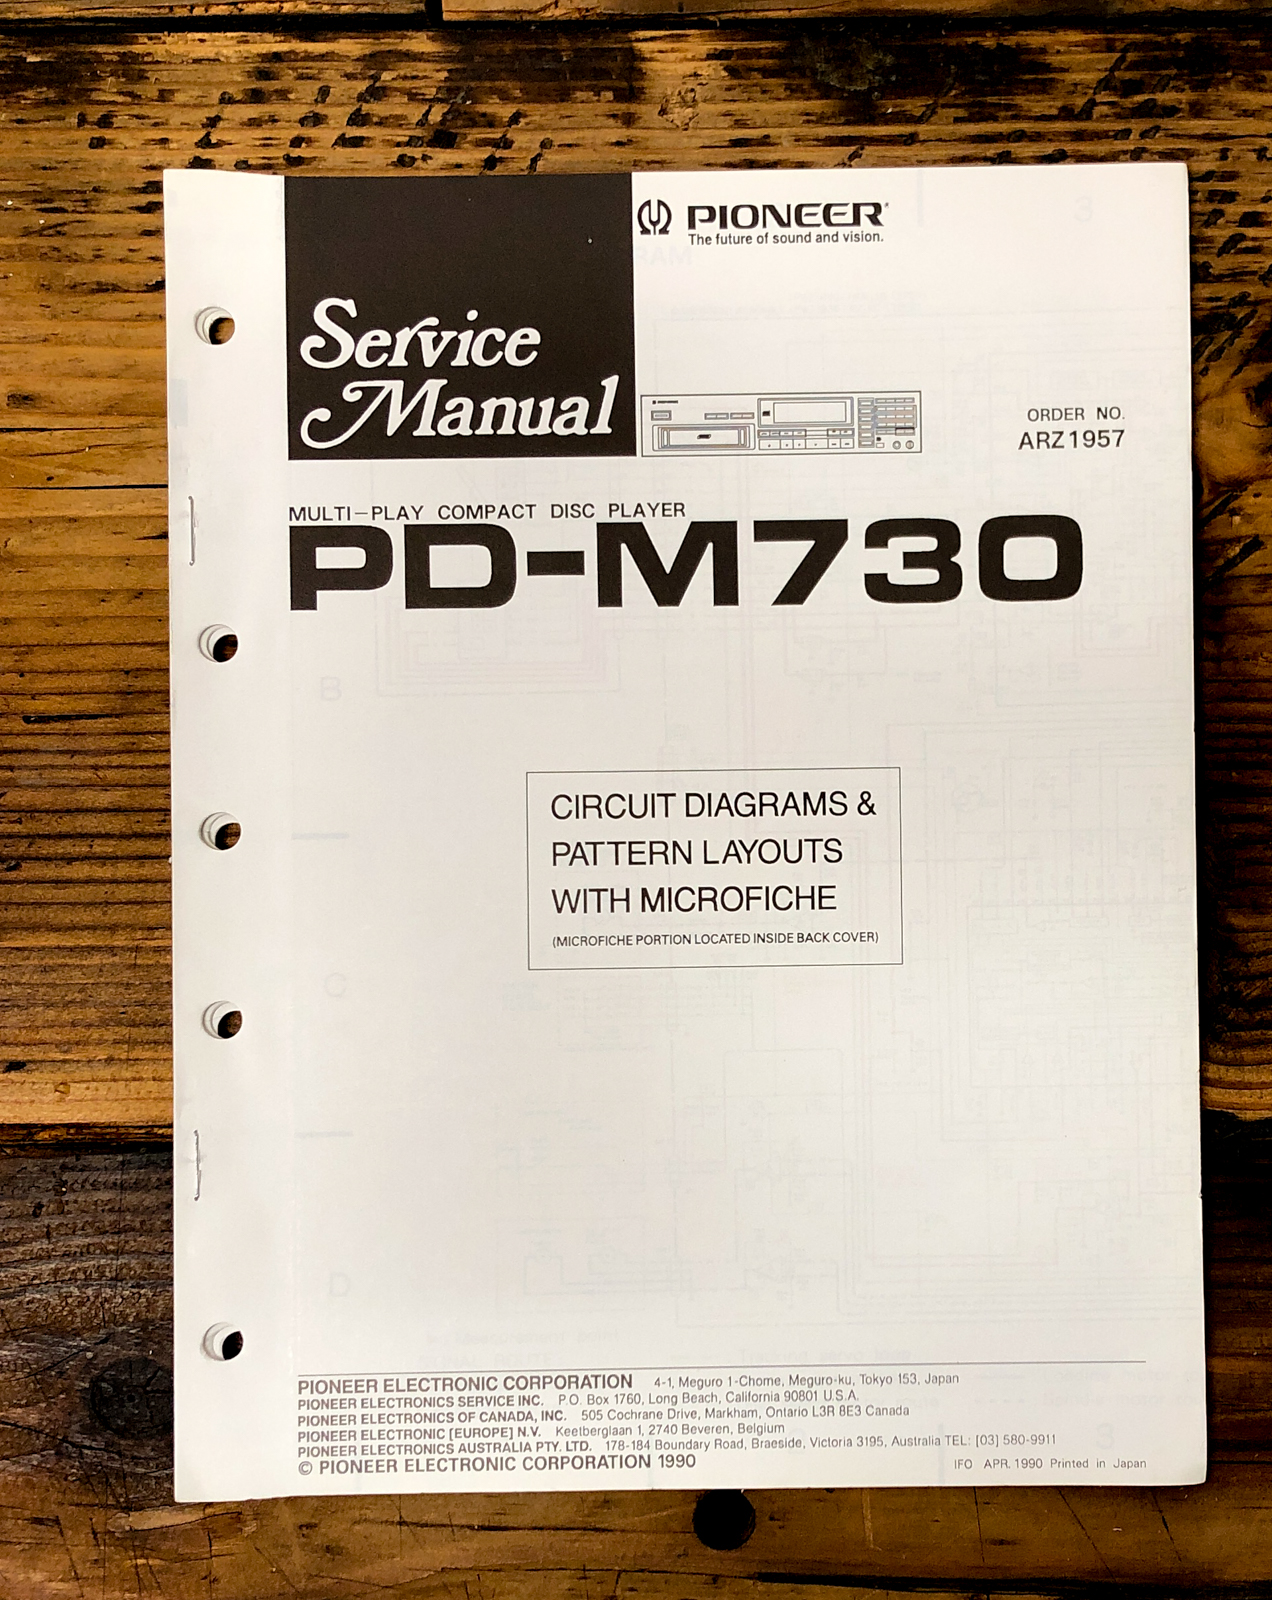 PIONEER
The future of sound and vision.
Service
Manual
ORDER NO.
ARZ1957
MULTI-PLAY COMPACT DISC PLAYER
PD-M730
CIRCUIT DIAGRAMS &
PATTERN LAYOUTS
WITH MICROFICHE
(MICROFICHE PORTION LOCATED INSIDE BACK COVER)
PIONEER ELECTRONIC CORPORATION 4-1, Meguro 1-Chome, Meguro-ku, Tokyo 153, Japan
PIONEER ELECTRONICS SERVICE INC. P.O. Box 1760, Long Beach, California 90801 U.S.A.
PIONEER ELECTRONICS OF CANADA, INC. 505 Cochrane Drive, Markham, Ontario L3R 8E3 Canada
PIONEER ELECTRONIC [EUROPE] N.V. Keetberglaan 1, 2740 Beveren, Belgium
PIONEER ELECTRONICS AUSTRALIA PTY. LTD. 178-184 Boundary Road, Braeside, Victoria 3195, Australia TEL: [03] 580-9911
© PIONEER ELECTRONIC CORPORATION 1990
IFO APR. 1990 Printed in Japan